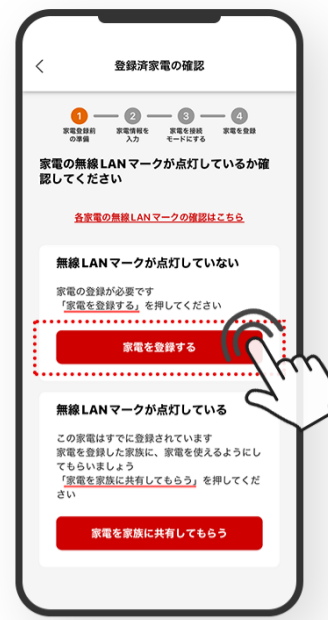 登録済家電の確認
1 2 3 4
家電登録前の準備 家電情報を入力 家電を接続モードにする 家電を登録
家電の無線LANマークが点灯しているか確
認してください
各家電の無線LANマークの確認はこちら
無線LANマークが点灯していない
家電の登録が必要です
「家電を登録する」を押してください
家電を登録する
無線LANマークが点灯している
この家電はすでに登録されています
家電を登録した家族に、家電を使えるようにし
てもらいましょう
「家電を家族に共有してもらう」を押してくだ
さい
家電を家族に共有してもらう